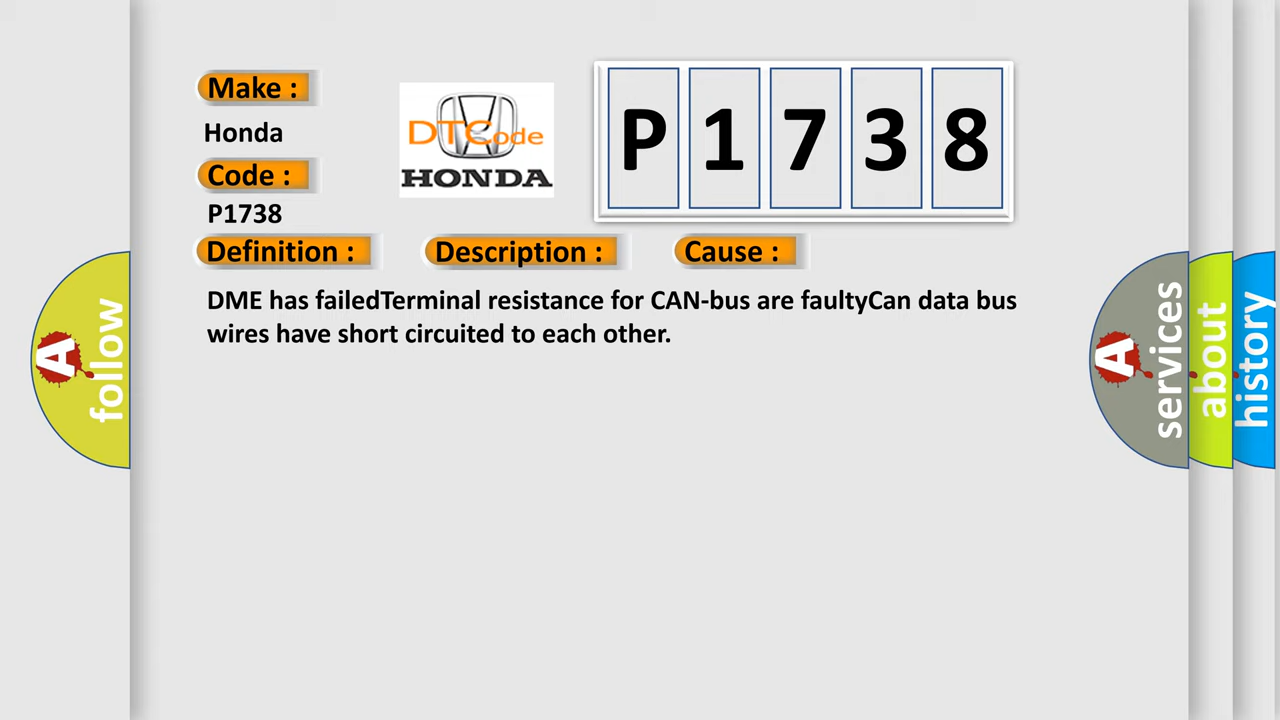 Make :
Honda
Code :
P1738
DTCode
HONDA
P 1 7 3 8
Definition :
Description :
Cause :
DME has failedTerminal resistance for CAN-bus are faultyCan data bus
wires have short circuited to each other.
A
follow
A
services
about
history